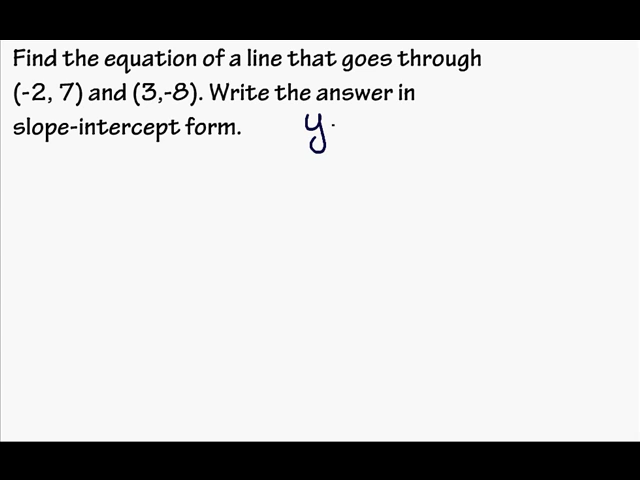 Find the equation of a line that goes through
(-2, 7) and (3,-8). Write the answer in
slope-intercept form. y